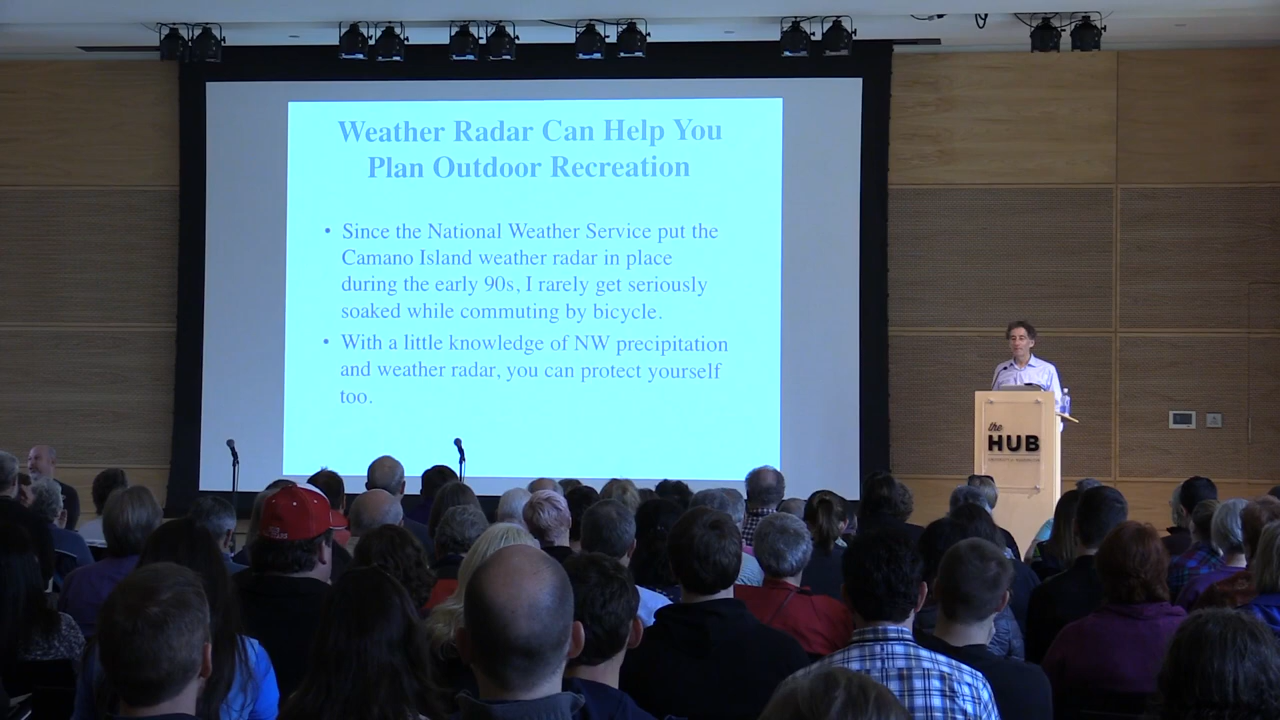 Weather Radar Can Help You
Plan Outdoor Recreation
• Since the National Weather Service put the
Camano Island weather radar in place
during the early 90s, I rarely get seriously
soaked while commuting by bicycle.
• With a little knowledge of NW precipitation
and weather radar, you can protect yourself
too.
the
HUB